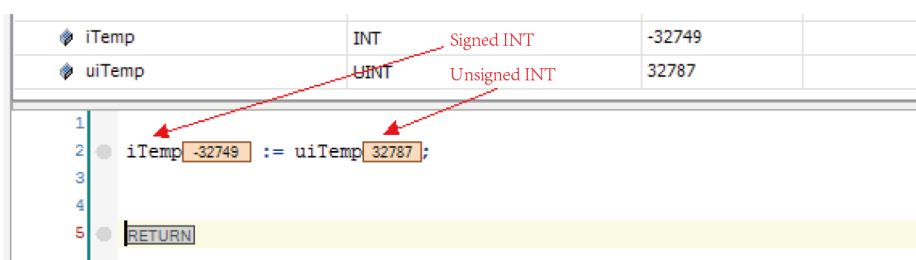 iTemp INT Signed INT -32749
uiTemp UINT Unsigned INT 32787
1
2 iTemp -32749 := uiTemp 32787 ;
3
4
5 RETURN